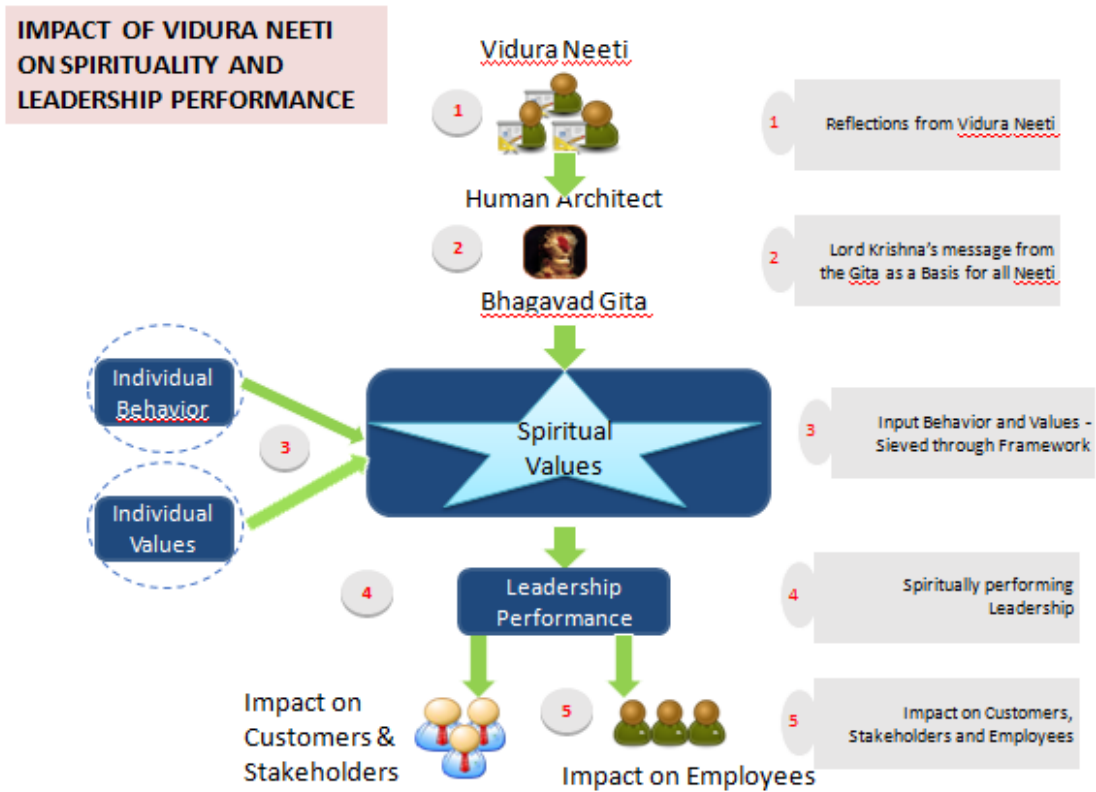 IMPACT OF VIDURA NEETI
ON SPIRITUALITY AND
LEADERSHIP PERFORMANCE
Vidura Neeti
1
1
Reflections from Vidura Neeti
Human Architect
2
2
Lord Krishna's message from
the Gita as a Basis for all Neeti
Bhagavad Gita
Individual
Behavior
3
Individual
Values
Spiritual
Values
3
Input Behavior and Values -
Sieved through Framework
4
Leadership
Performance
4
Spiritually performing
Leadership
Impact on
Customers &
Stakeholders
5
Impact on Employees
5
Impact on Customers,
Stakeholders and Employees